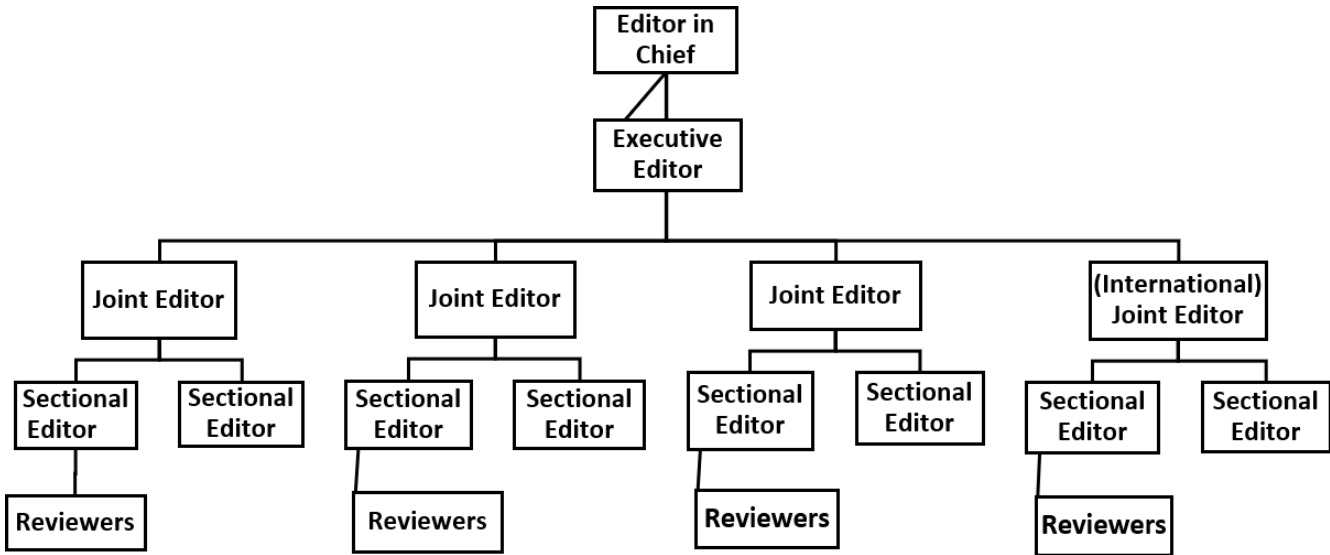 Editor in
Chief
Executive
Editor
Joint Editor
Joint Editor
Joint Editor
(International)
Joint Editor
Sectional
Editor
Sectional
Editor
Sectional
Editor
Sectional
Editor
Sectional
Editor
Sectional
Editor
Sectional
Editor
Sectional
Editor
Reviewers
Reviewers
Reviewers
Reviewers